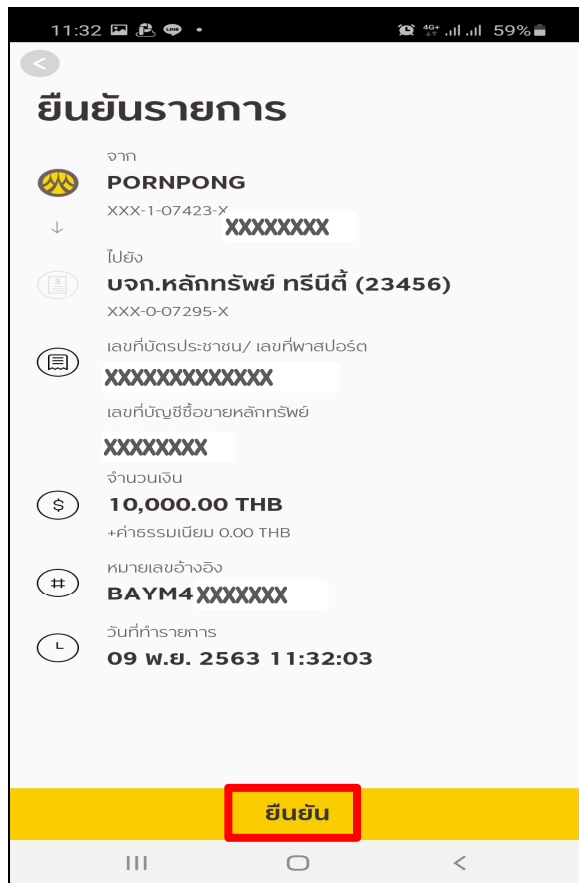 11:32
4G+ 59%
ยืนยันรายการ
จาก
PORNPONG
XXX-1-07423-X
XXXXXXXX
ไปยัง
บจก.หลักทรัพย์ ทรีนีตี้ (23456)
XXX-0-07295-X
เลขที่บัตรประชาชน/ เลขที่พาสปอร์ต
XXXXXXXXXXXXX
เลขที่บัญชีซื้อขายหลักทรัพย์
XXXXXXXX
จำนวนเงิน
$ 10,000.00 THB
+ค่าธรรมเนียม 0.00 THB
หมายเลขอ้างอิง
# BAYM4XXXXXXX
วันที่ทำรายการ
09 พ.ย. 2563 11:32:03
ยืนยัน